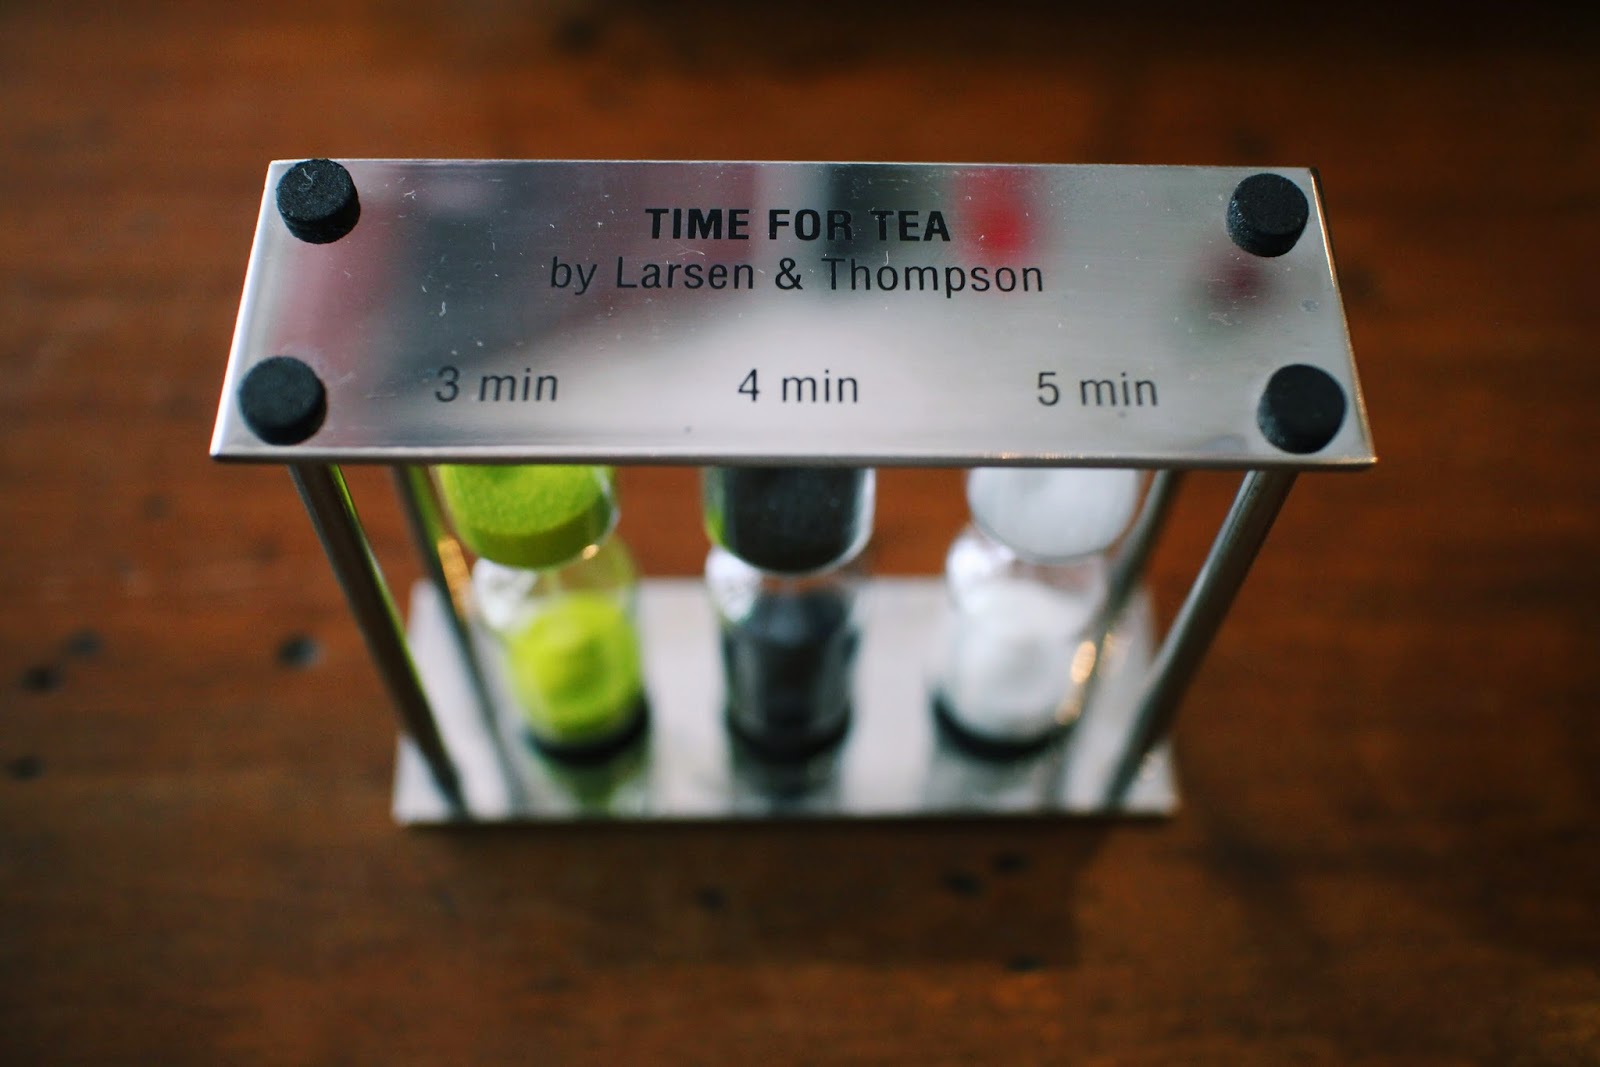 TIME FOR TEA
by Larsen & Thompson
3 min 4 min 5 min